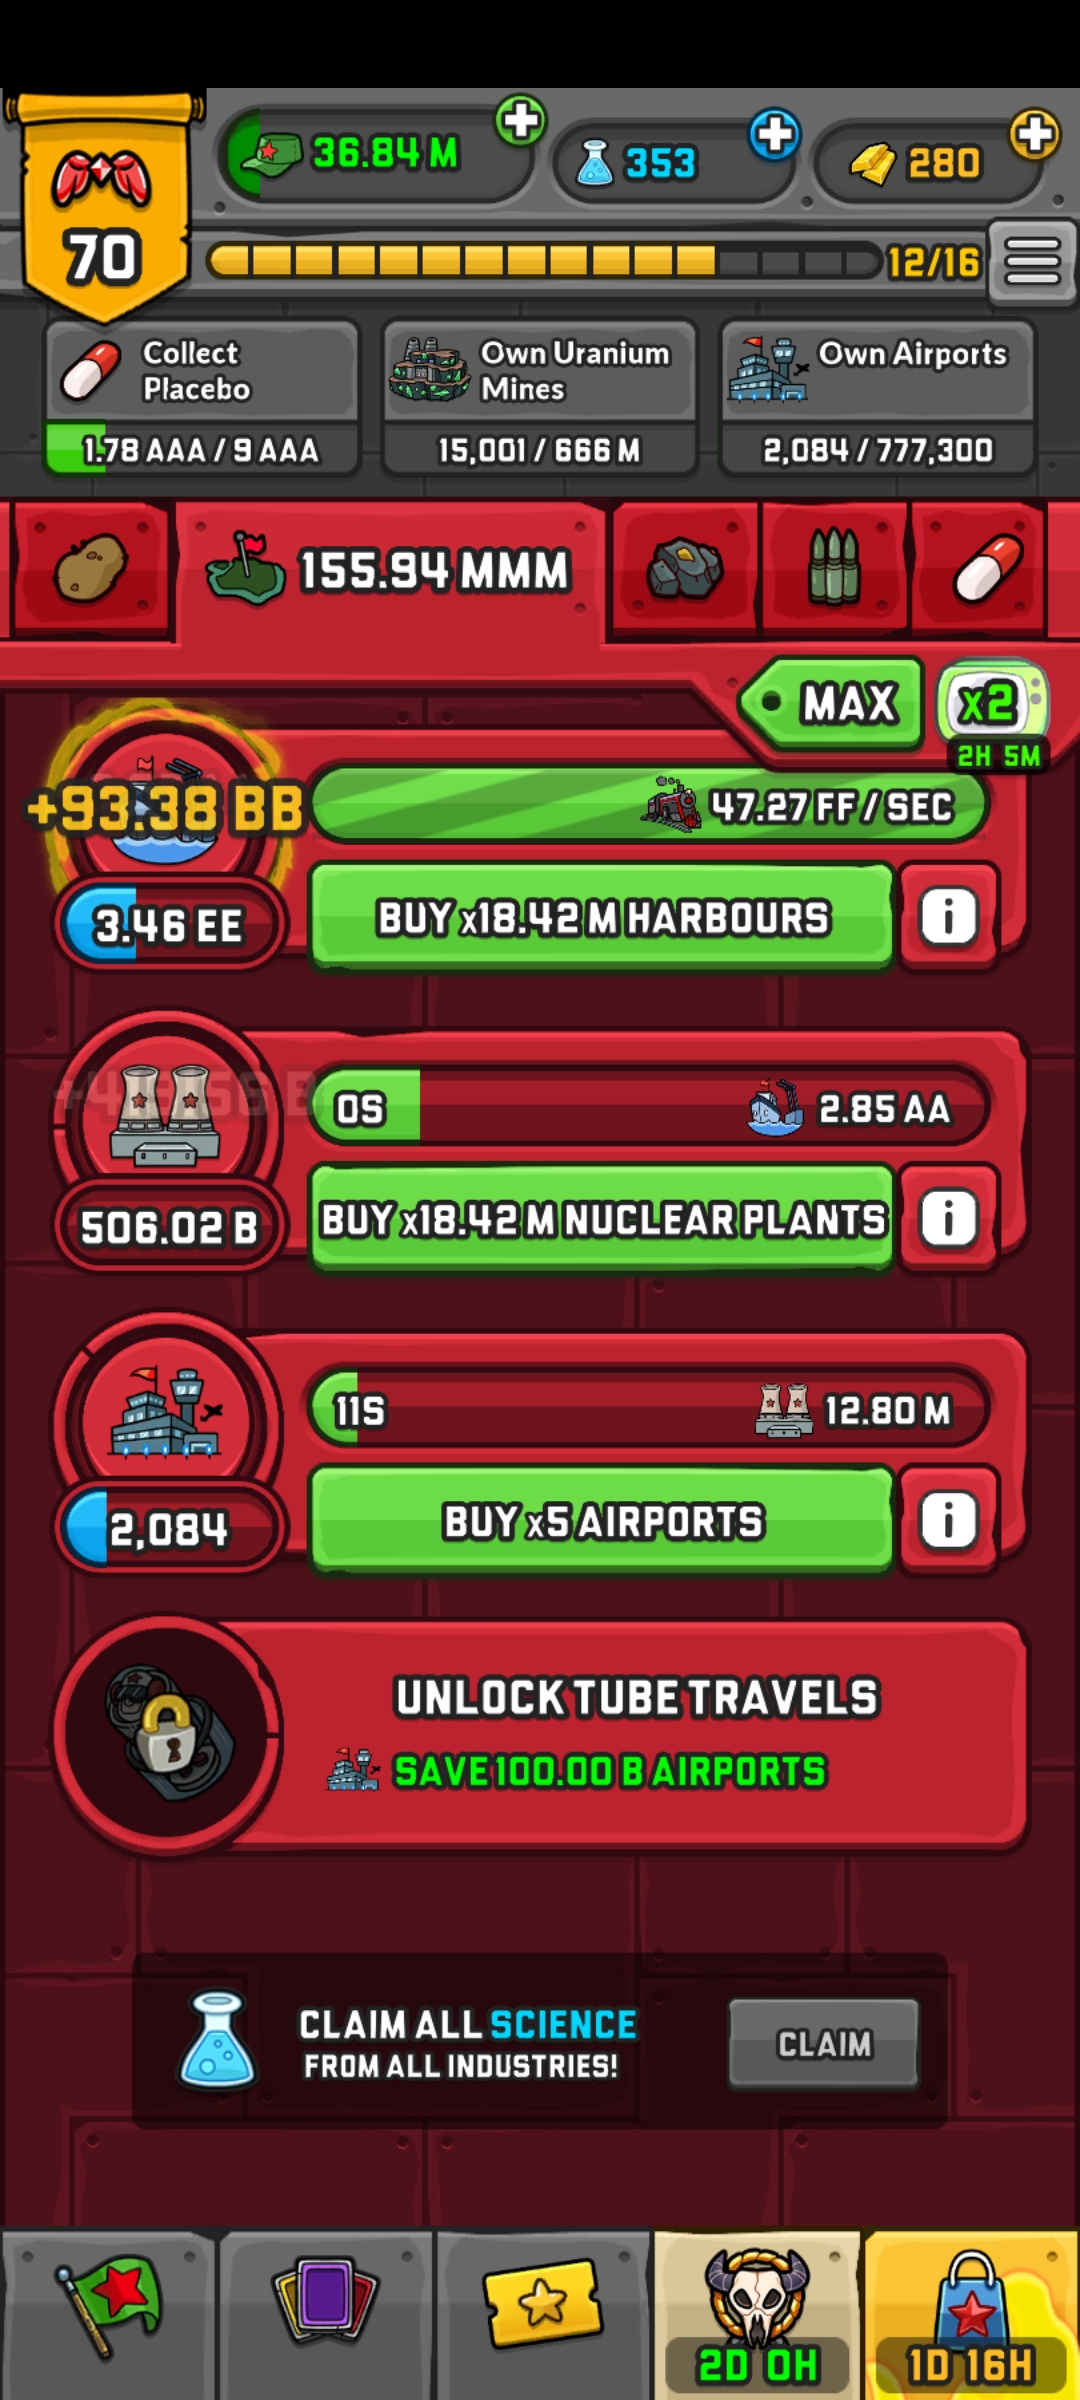 36.84 M
353
280
70
12/16
Collect
Placebo
Own Uranium
Mines
Own Airports
1.78 AAA / 9 AAA
15,001 / 666 M
2,084 / 777,300
155.94 MMM
MAX
x2
2H 5M
+93.38 BB
47.27 FF / SEC
3.46 EE
BUY x18.42 M HARBOURS
i
0S
2.85 AA
506.02 B
BUY x18.42 M NUCLEAR PLANTS
i
11S
12.80 M
2,084
BUY x5 AIRPORTS
i
UNLOCK TUBE TRAVELS
SAVE 100.00 B AIRPORTS
CLAIM ALL SCIENCE
FROM ALL INDUSTRIES!
CLAIM
2D 0H
1D 16H